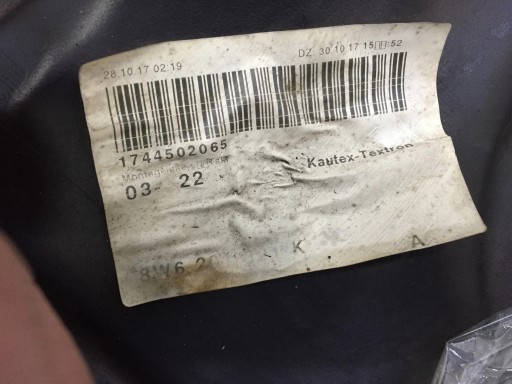 28.10.17 02:19
DZ. 30.10.17 15:52
1744502065
Kautex-Textron
03- 22
8W6.20
K
A